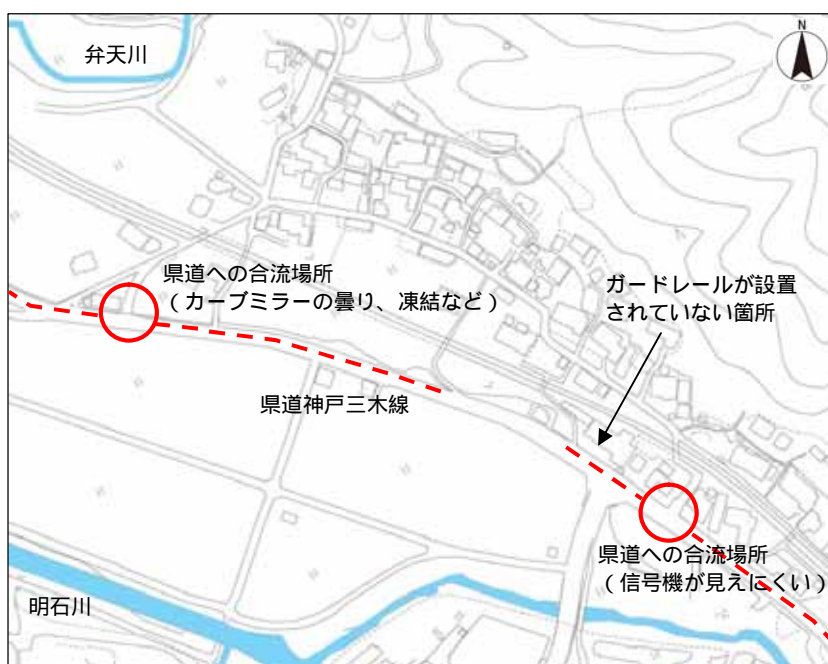 弁天川
N
県道への合流場所
（カーブミラーの曇り、凍結など）
ガードレールが設置
されていない箇所
県道神戸三木線
県道への合流場所
（信号機が見えにくい）
明石川